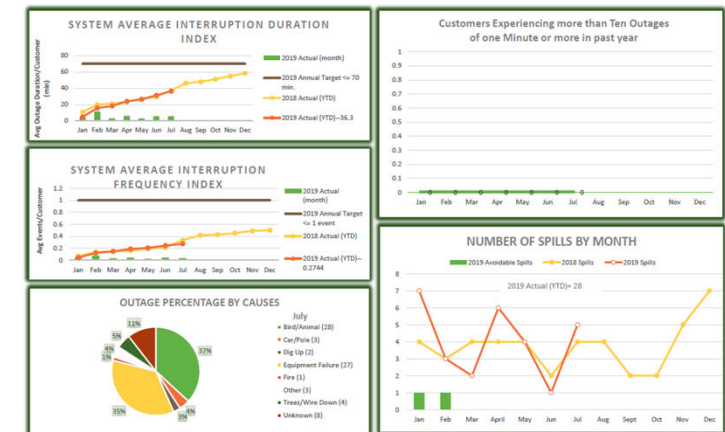 SYSTEM AVERAGE INTERRUPTION DURATION
INDEX
Avg Outage Duration/Customer
(min)
80
60
40
20
0
Jan Feb Mar Apr May Jun Jul Aug Sep Oct Nov Dec
2019 Actual (month)
2019 Annual Target <= 70
min.
2018 Actual (YTD)
2019 Actual (YTD)--36.3
SYSTEM AVERAGE INTERRUPTION
FREQUENCY INDEX
Avg Events/Customer
1.2
1
0.8
0.6
0.4
0.2
0
Jan Feb Mar Apr May Jun Jul Aug Sep Oct Nov Dec
2019 Actual
(month)
2019 Annual Target
<= 1 event
2018 Actual (YTD)
2019 Actual (YTD)--
0.2744
OUTAGE PERCENTAGE BY CAUSES
July
Bird/Animal (28)
Car/Pole (3)
Dig Up (2)
Equipment Failure (27)
Fire (1)
Other (3)
Trees/Wire Down (4)
Unknown (8)
11%
5%
4%
1%
37%
35%
3%
4%
Customers Experiencing more than Ten Outages
of one Minute or more in past year
1
0.9
0.8
0.7
0.6
0.5
0.4
0.3
0.2
0.1
0
0 0 0 0 0 0 0
Jan Feb Mar Apr May Jun Jul Aug Sep Oct Nov Dec
NUMBER OF SPILLS BY MONTH
2019 Avoidable Spills 2018 Spills 2019 Spills
2019 Actual (YTD)= 28
8
7
6
5
4
3
2
1
0
Jan Feb Mar April May Jun Jul Aug Sept Oct Nov Dec